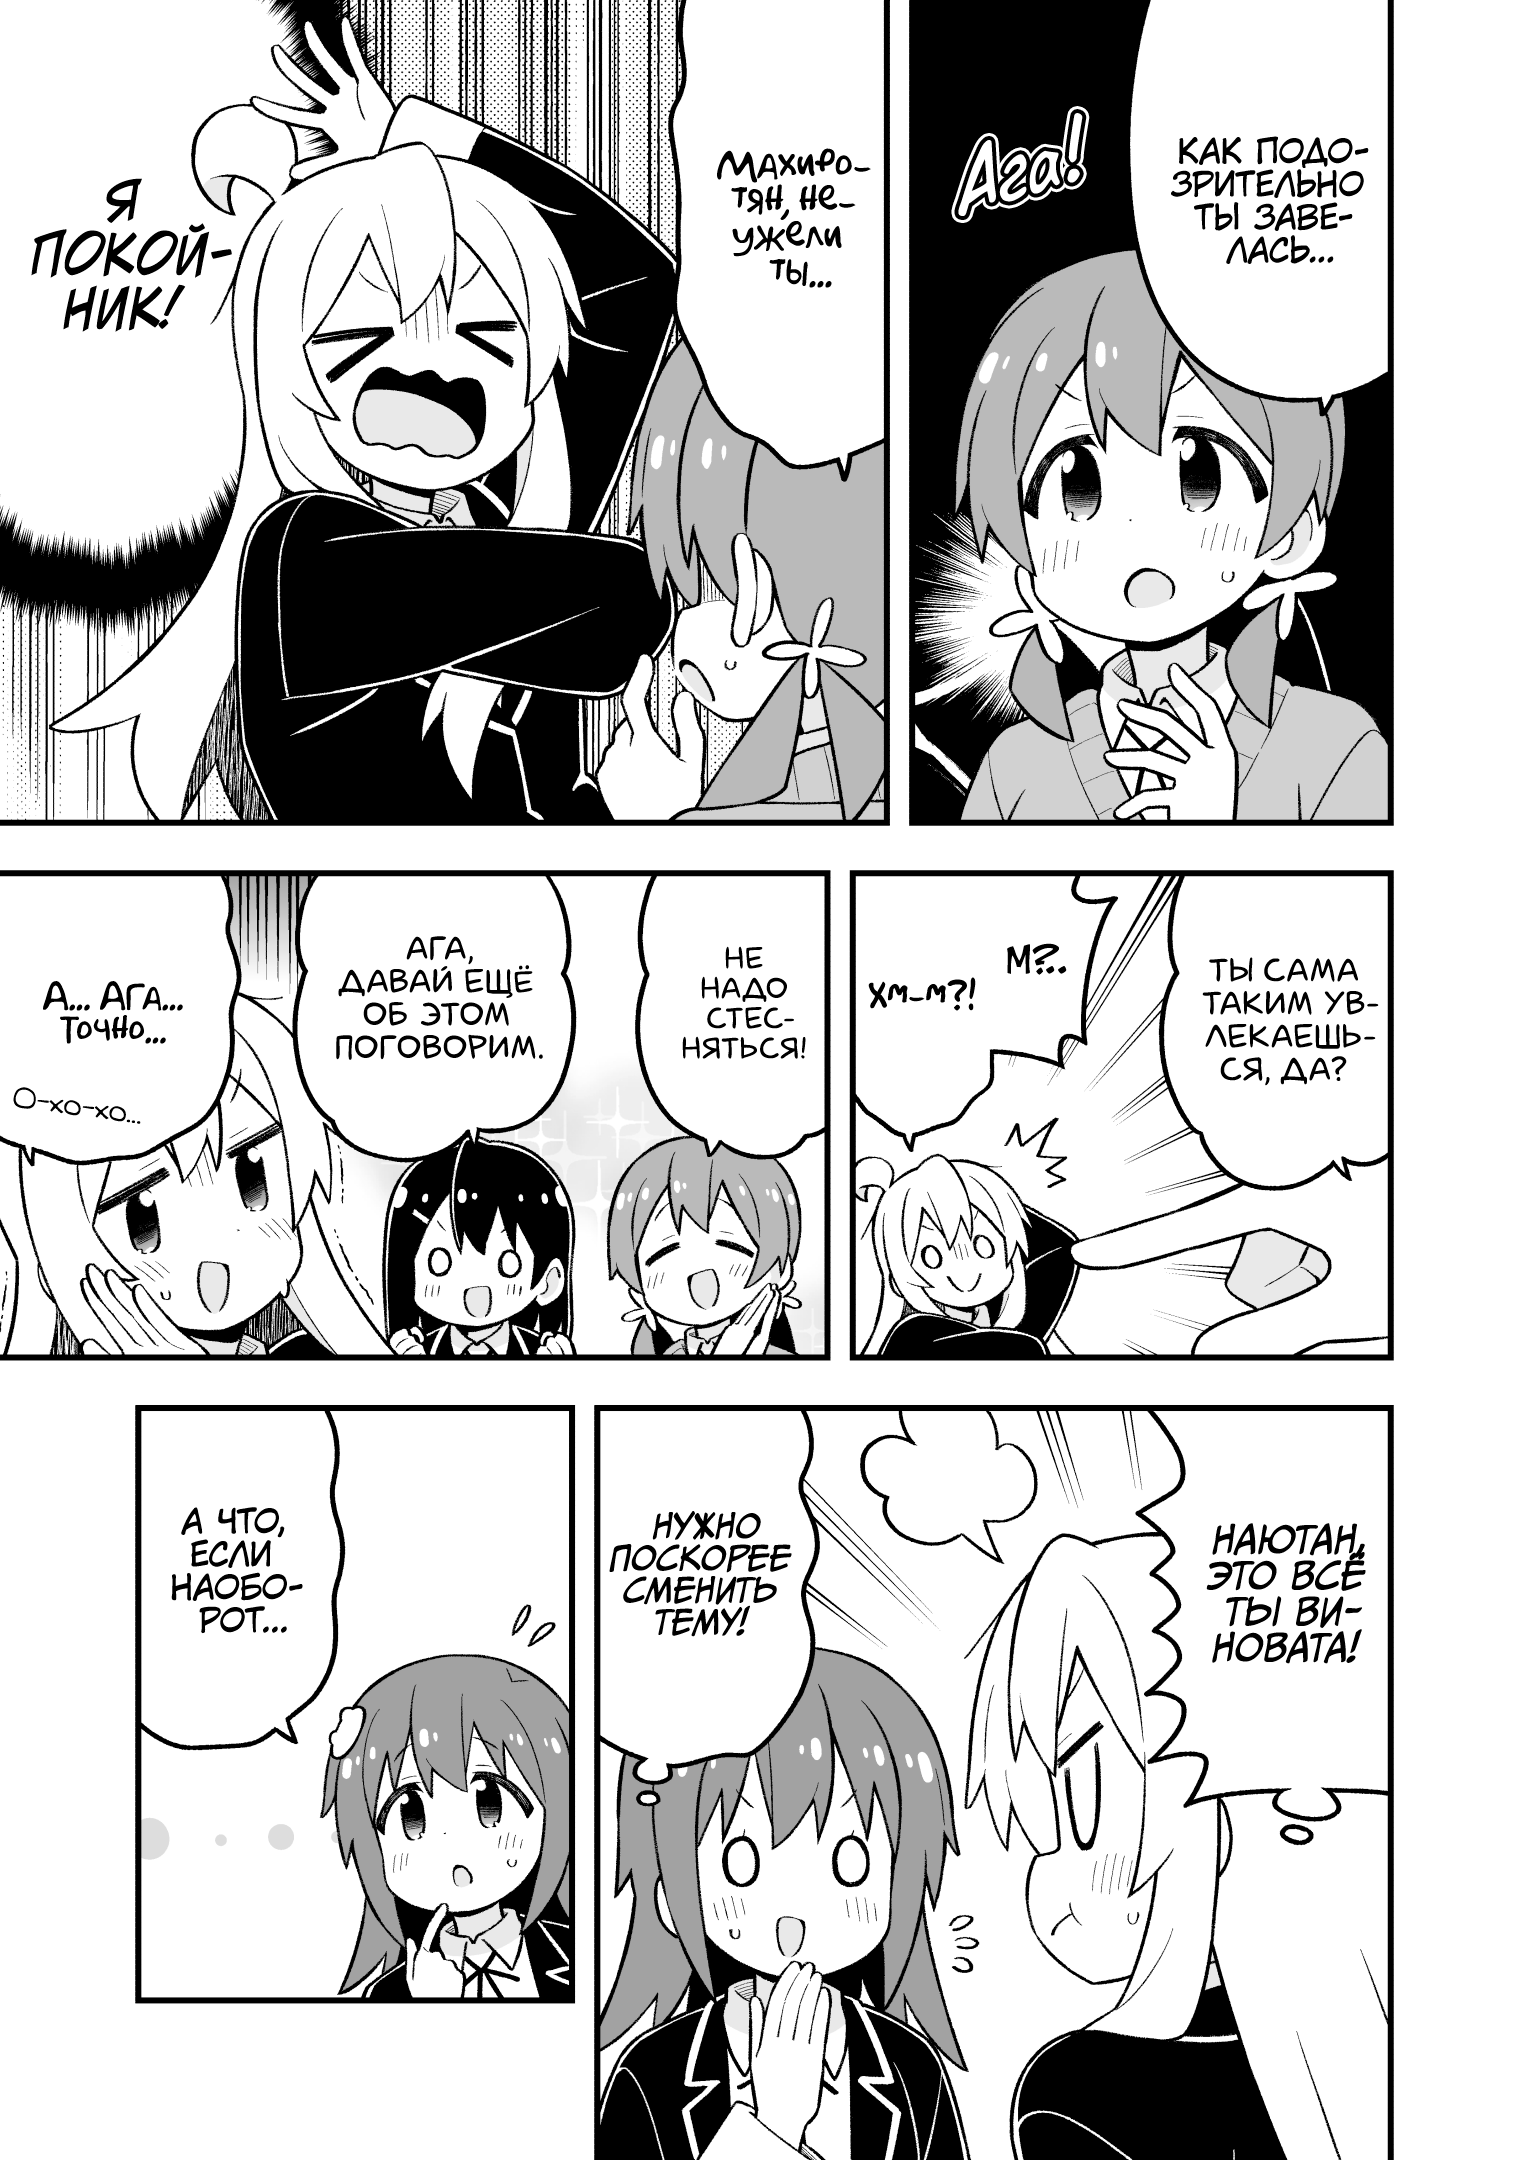 КАК ПОДО-
ЗРИТЕЛЬНО
ТЫ ЗАВЕ-
ЛАСЬ...
Ага!
Махиро-
тян, не-
ужели
ты...
Я
ПОКОЙ-
НИК!
ТЫ САМА
ТАКИМ УВ-
ЛЕКАЕШЬ-
СЯ, ДА?
М?..
Хм-м?!
НЕ
НАДО
СТЕС-
НЯТЬСЯ!
АГА,
ДАВАЙ ЕЩЁ
ОБ ЭТОМ
ПОГОВОРИМ.
А... Ага...
Точно...
О-хо-хо...
НАЮТАН,
ЭТО ВСЁ
ТЫ ВИ-
НОВАТА!
НУЖНО
ПОСКОРЕЕ
СМЕНИТЬ
ТЕМУ!
А ЧТО,
ЕСЛИ
НАОБО-
РОТ...